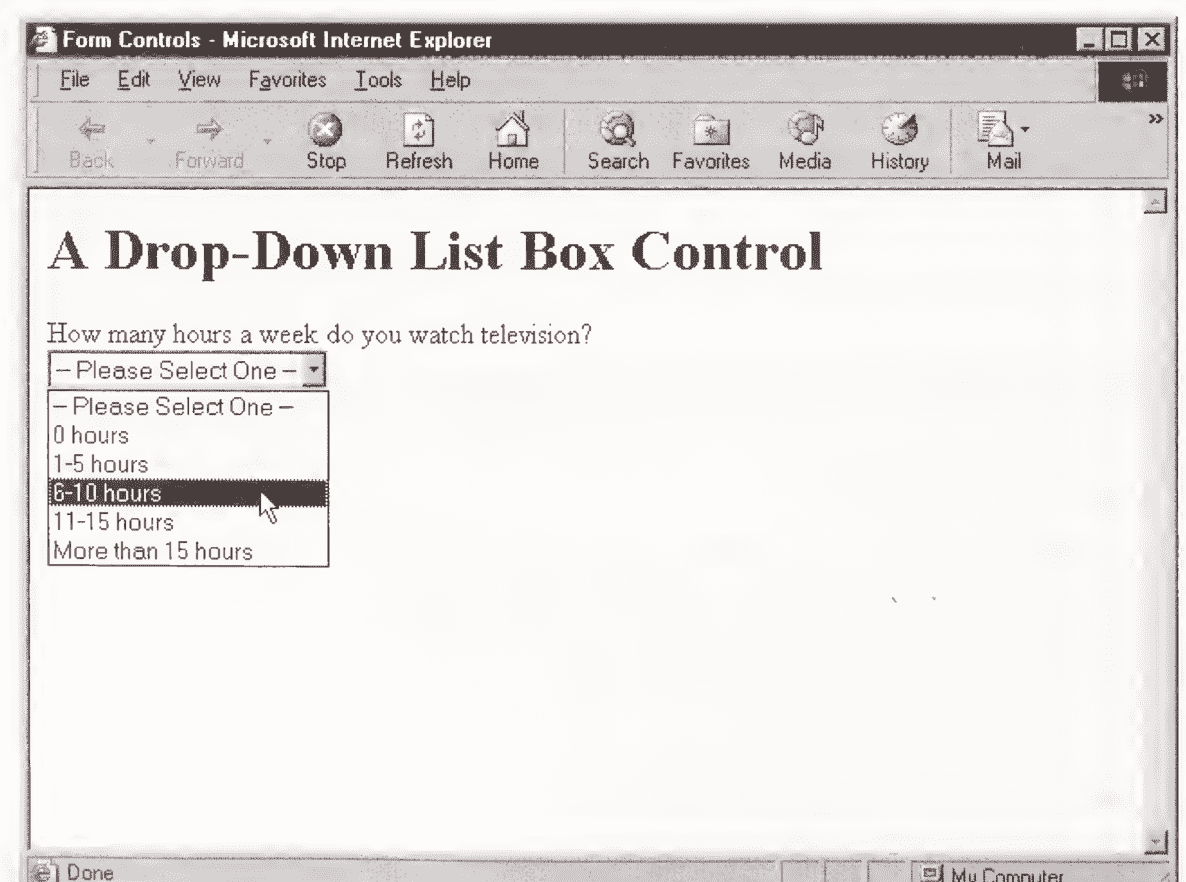 Form Controls - Microsoft Internet Explorer
File Edit View Favorites Tools Help
Back Forward Stop Refresh Home Search Favorites Media History Mail »
A Drop-Down List Box Control
How many hours a week do you watch television?
– Please Select One –
– Please Select One –
0 hours
1-5 hours
6-10 hours
11-15 hours
More than 15 hours
Done My Computer